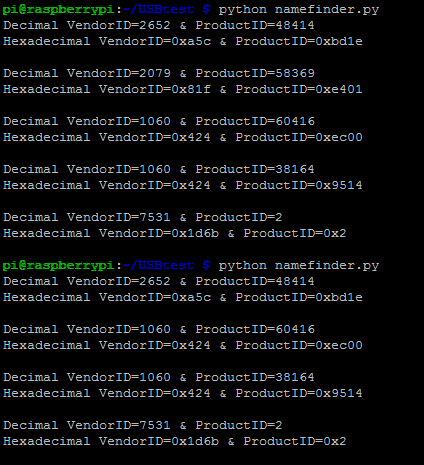 pi@raspberrypi:~/USBtest $ python namefinder.py
Decimal VendorID=2652 & ProductID=48414
Hexadecimal VendorID=0xa5c & ProductID=0xbd1e
Decimal VendorID=2079 & ProductID=58369
Hexadecimal VendorID=0x81f & ProductID=0xe401
Decimal VendorID=1060 & ProductID=60416
Hexadecimal VendorID=0x424 & ProductID=0xec00
Decimal VendorID=1060 & ProductID=38164
Hexadecimal VendorID=0x424 & ProductID=0x9514
Decimal VendorID=7531 & ProductID=2
Hexadecimal VendorID=0x1d6b & ProductID=0x2
pi@raspberrypi:~/USBtest $ python namefinder.py
Decimal VendorID=2652 & ProductID=48414
Hexadecimal VendorID=0xa5c & ProductID=0xbd1e
Decimal VendorID=1060 & ProductID=60416
Hexadecimal VendorID=0x424 & ProductID=0xec00
Decimal VendorID=1060 & ProductID=38164
Hexadecimal VendorID=0x424 & ProductID=0x9514
Decimal VendorID=7531 & ProductID=2
Hexadecimal VendorID=0x1d6b & ProductID=0x2